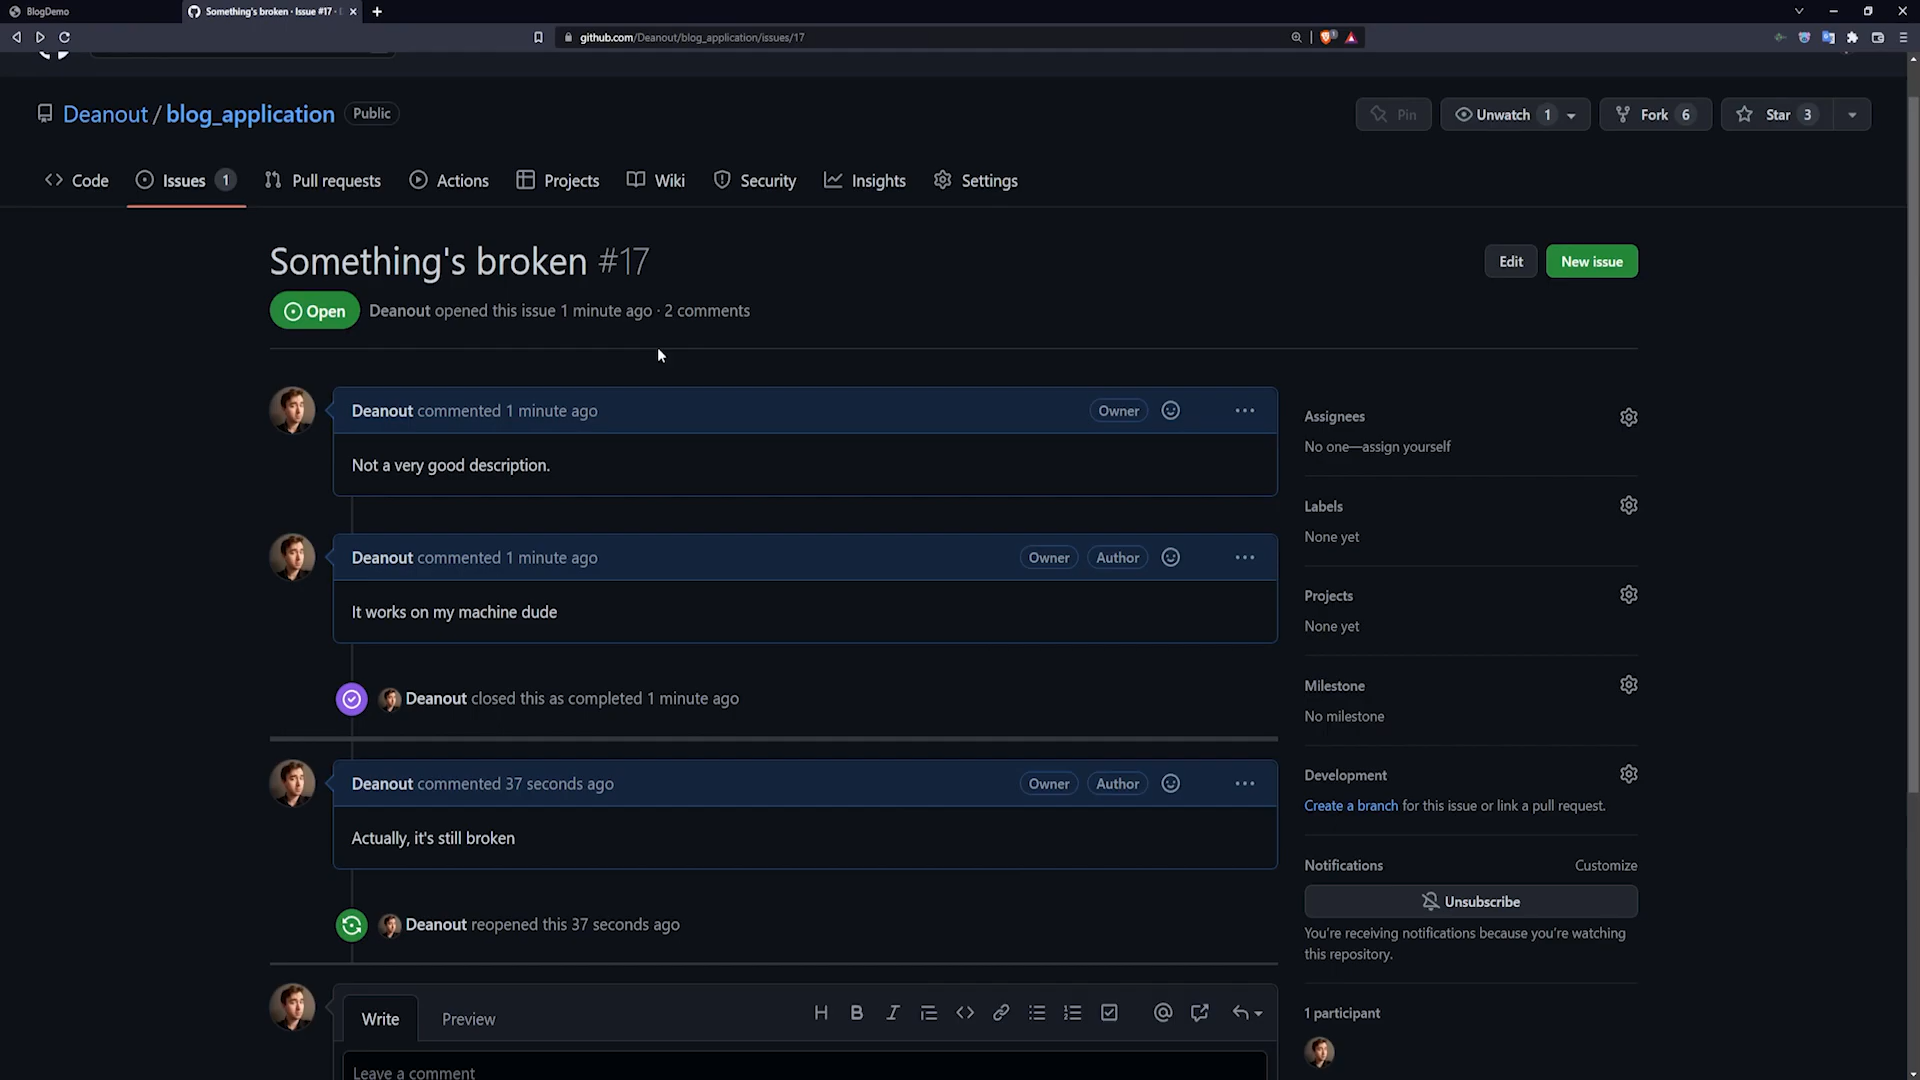 BlogDemo
Something's broken · Issue #17 ·
github.com/Deanout/blog_application/issues/17
Deanout / blog_application Public
Pin
Unwatch 1
Fork 6
Star 3
Code
Issues 1
Pull requests
Actions
Projects
Wiki
Security
Insights
Settings
Something's broken #17
Edit
New issue
Open
Deanout opened this issue 1 minute ago · 2 comments
Deanout commented 1 minute ago
Owner
Not a very good description.
Deanout commented 1 minute ago
Owner
Author
It works on my machine dude
Deanout closed this as completed 1 minute ago
Deanout commented 37 seconds ago
Owner
Author
Actually, it's still broken
Deanout reopened this 37 seconds ago
Write
Preview
Leave a comment
Assignees
No one—assign yourself
Labels
None yet
Projects
None yet
Milestone
No milestone
Development
Create a branch for this issue or link a pull request.
Notifications
Customize
Unsubscribe
You're receiving notifications because you're watching
this repository.
1 participant